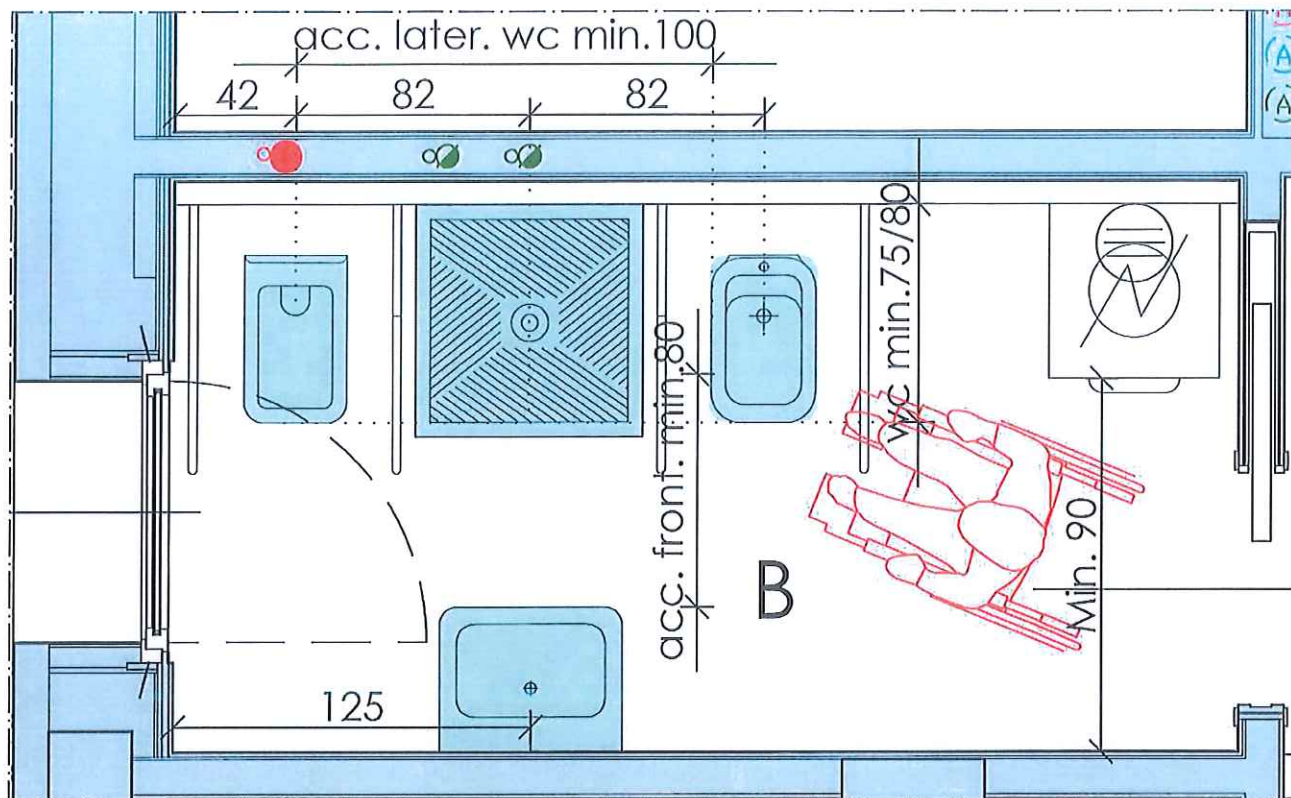 acc. later. wc min.100
(A
42
82
82
(A
wc min.75/80
acc. front. min.80
B
Min. 90
125